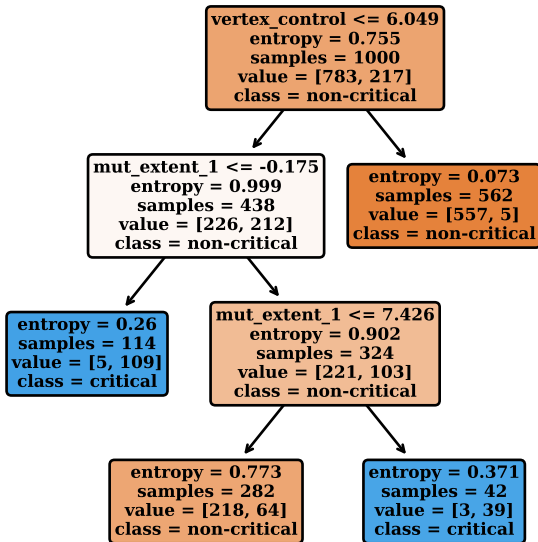 vertex_control <= 6.049
entropy = 0.755
samples = 1000
value = [783, 217]
class = non-critical
mut_extent_1 <= -0.175
entropy = 0.999
samples = 438
value = [226, 212]
class = non-critical
entropy = 0.073
samples = 562
value = [557, 5]
class = non-critical
entropy = 0.26
samples = 114
value = [5, 109]
class = critical
mut_extent_1 <= 7.426
entropy = 0.902
samples = 324
value = [221, 103]
class = non-critical
entropy = 0.773
samples = 282
value = [218, 64]
class = non-critical
entropy = 0.371
samples = 42
value = [3, 39]
class = critical